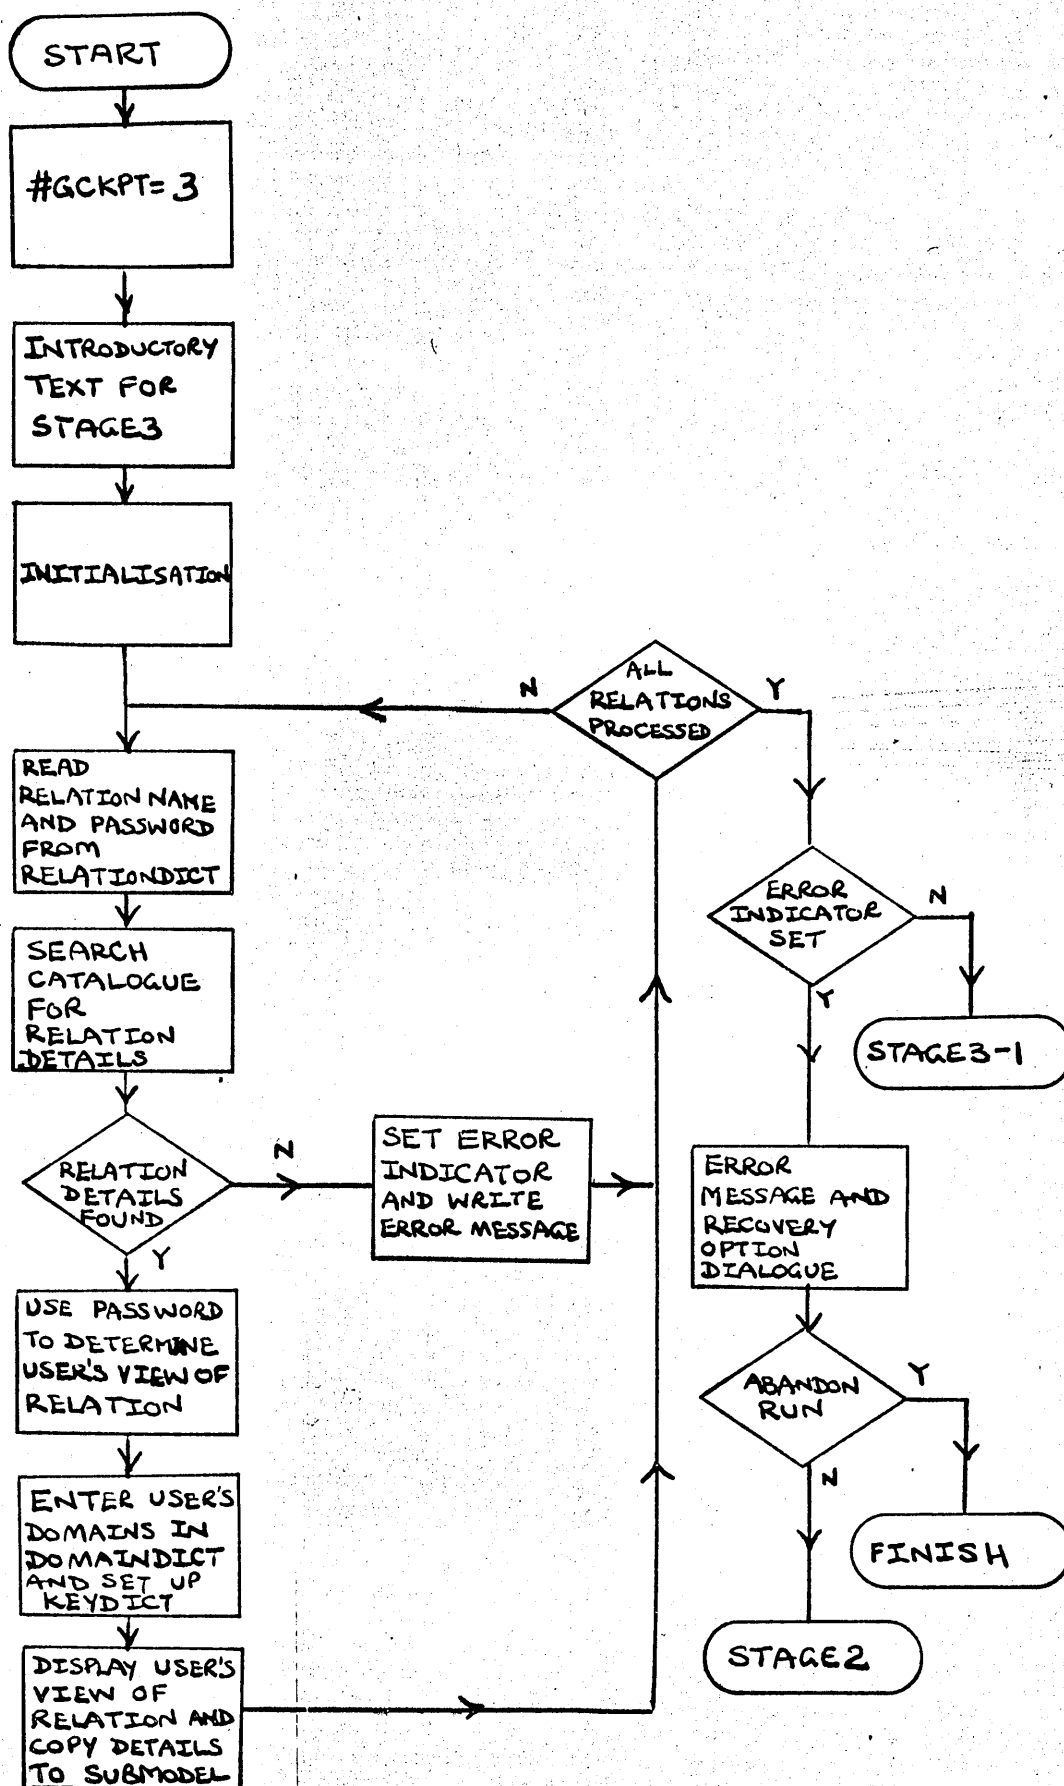 START
#GCKPT=3
INTRODUCTORY
TEXT FOR
STAGE3
INITIALISATION
READ
RELATION NAME
AND PASSWORD
FROM
RELATIONDICT
SEARCH
CATALOGUE
FOR
RELATION
DETAILS
RELATION
DETAILS
FOUND
N
Y
SET ERROR
INDICATOR
AND WRITE
ERROR MESSAGE
USE PASSWORD
TO DETERMINE
USER'S VIEW OF
RELATION
ENTER USER'S
DOMAINS IN
DOMAINDICT
AND SET UP
KEYDICT
DISPLAY USER'S
VIEW OF
RELATION AND
COPY DETAILS
TO SUBMODEL
ALL
RELATIONS
PROCESSED
N
Y
ERROR
INDICATOR
SET
N
Y
STAGE3-1
ERROR
MESSAGE AND
RECOVERY
OPTION
DIALOGUE
ABANDON
RUN
Y
N
FINISH
STAGE2